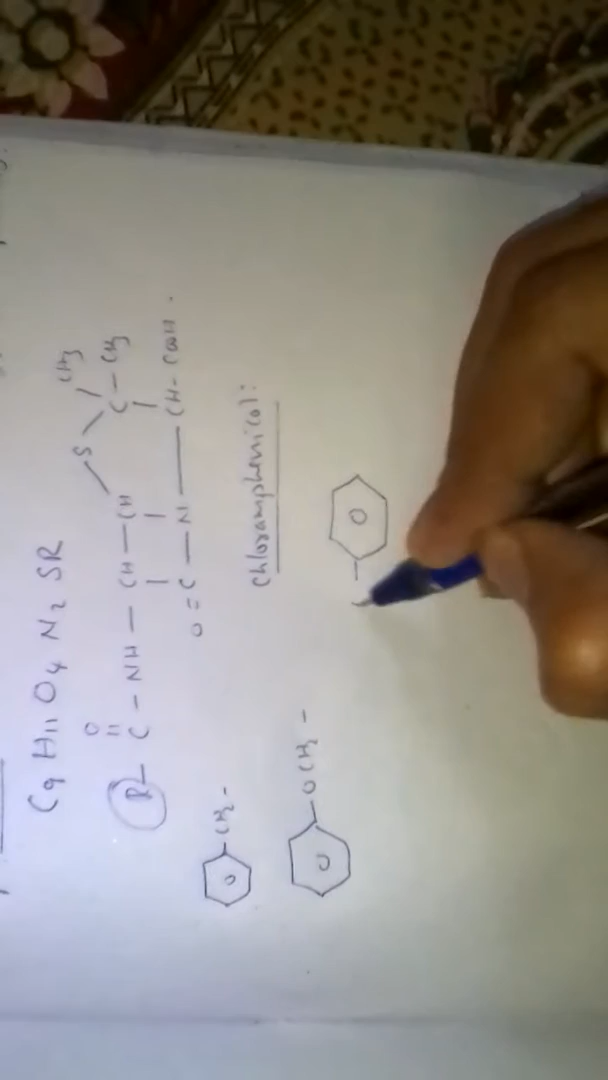 C9 H11 O4 N2 SR
O S CH3
R - C - NH - CH - CH C - CH3
O = C - N - CH - COOH.
CH2 -
O CH2 -
Chloramphenicol: